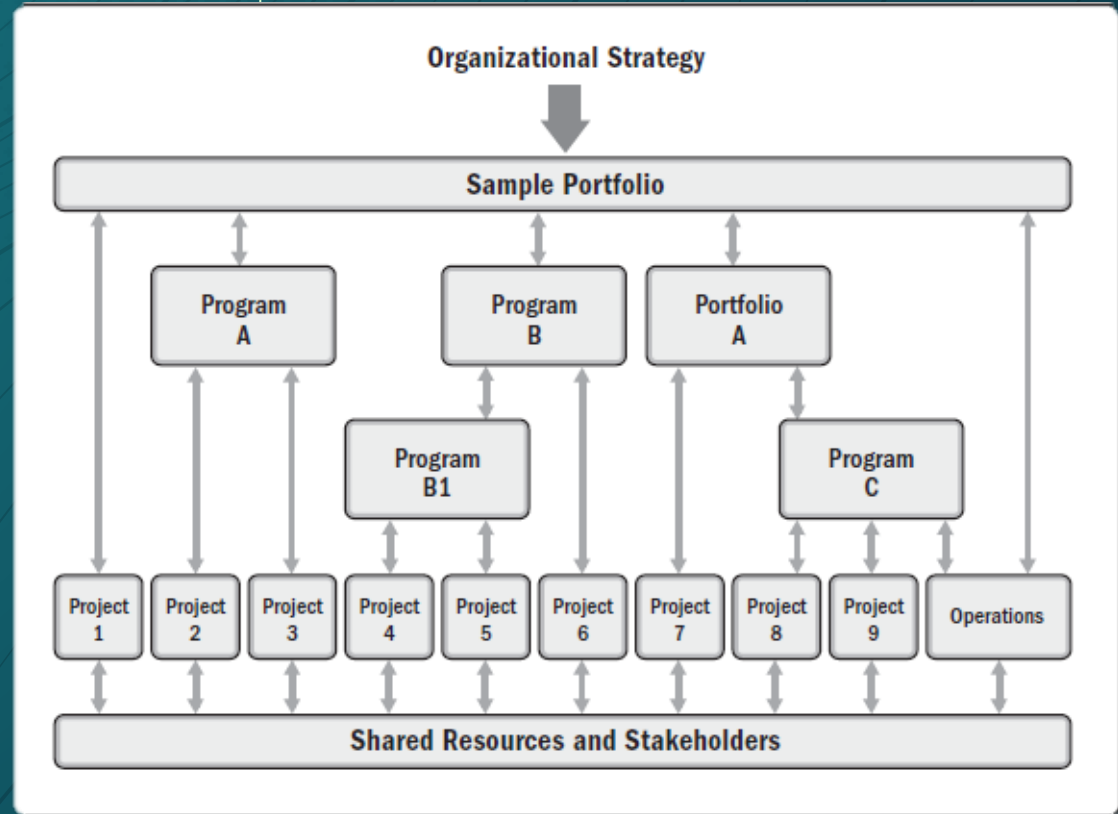 Organizational Strategy
Sample Portfolio
Program
A
Program
B
Portfolio
A
Program
B1
Program
C
Project
1
Project
2
Project
3
Project
4
Project
5
Project
6
Project
7
Project
8
Project
9
Operations
Shared Resources and Stakeholders